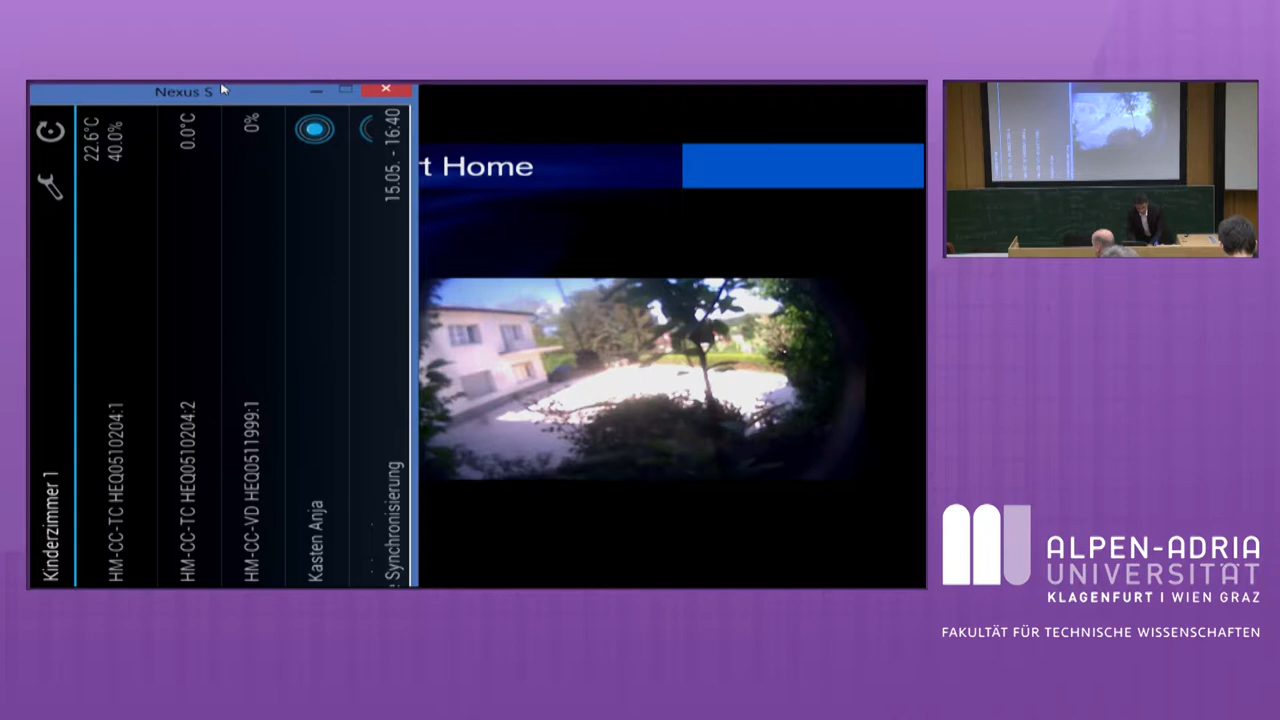 Nexus S
Kinderzimmer 1
22.6°C
HM-CC-TC HEQ0510204:1
40.0%
HM-CC-TC HEQ0510204:2
0.0°C
HM-CC-VD HEQ0511999:1
0%
Kasten Anja
Synchronisierung
15.05. - 16:40
t Home
ALPEN-ADRIA
UNIVERSITÄT
KLAGENFURT I WIEN GRAZ
FAKULTÄT FÜR TECHNISCHE WISSENSCHAFTEN